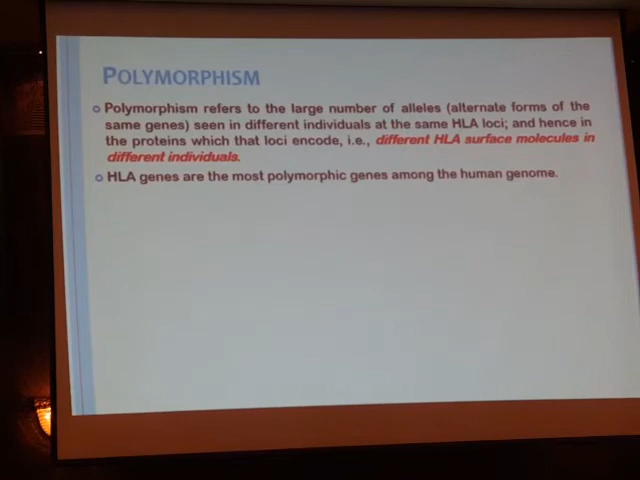 POLYMORPHISM
Polymorphism refers to the large number of alleles (alternate forms of the
same genes) seen in different individuals at the same HLA loci; and hence in
the proteins which that loci encode, i.e., different HLA surface molecules in
different individuals.
HLA genes are the most polymorphic genes among the human genome.